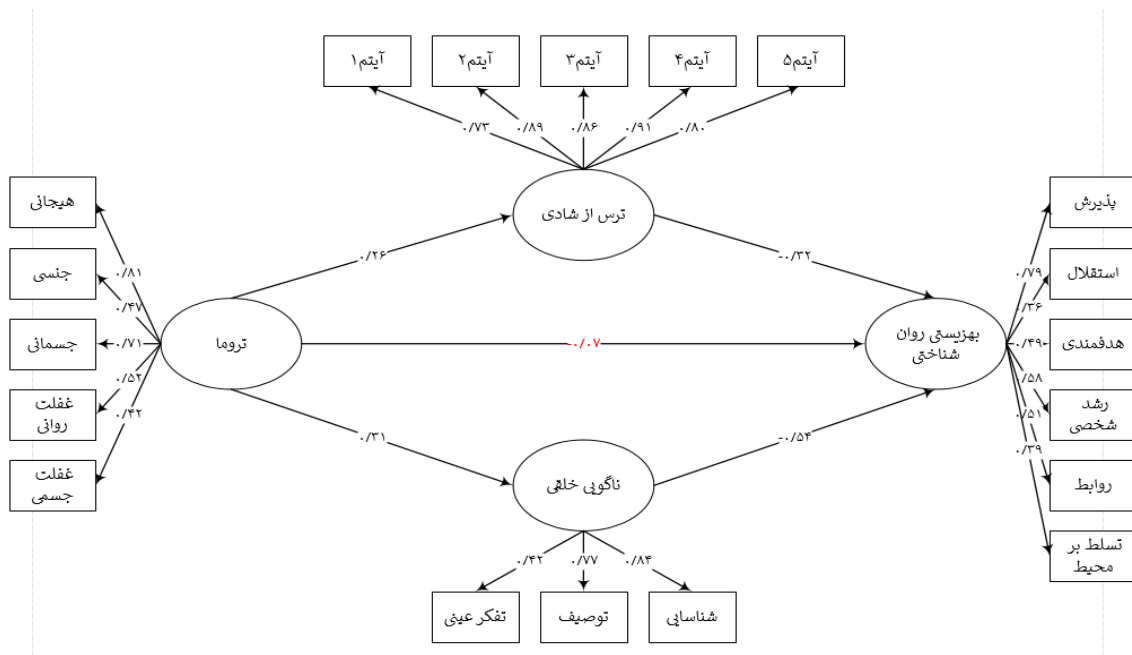 آیتم۱
آیتم۲
آیتم۳
آیتم۴
آیتم۵
۰/۷۳
۰/۸۹
۰/۸۶
۰/۹۱
۰/۸۰
ترس از شادی
هیجانی
جنسی
جسمانی
غفلت
روانی
غفلت
جسمی
۰/۸۱
۰/۴۷
۰/۷۱
۰/۵۲
۰/۴۲
تروما
۰/۲۶
-۰/۳۲
-۰/۰۷
۰/۳۱
-۰/۵۴
بهزیستی روان
شناختی
۰/۷۹
۰/۳۶
۰/۴۹
۰/۵۸
۰/۵۱
۰/۳۹
پذیرش
استقلال
هدفمندی
رشد
شخصی
روابط
تسلط بر
محیط
ناگویی خلقی
۰/۴۲
۰/۷۷
۰/۸۴
تفکر عینی
توصیف
شناسایی